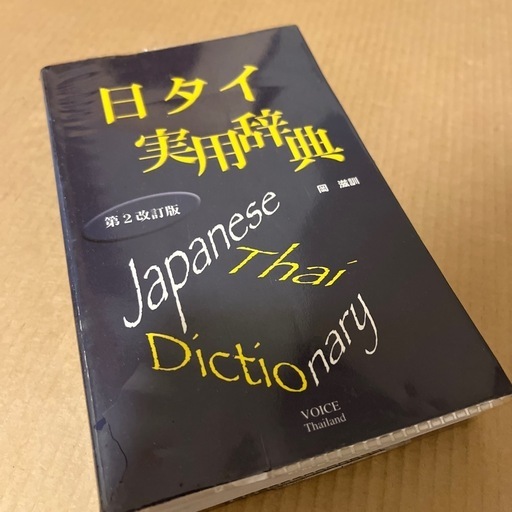 日タイ
実用辞典
岡 滋訓
第2改訂版
Japanese
Thai
Dictionary
VOICE
Thailand